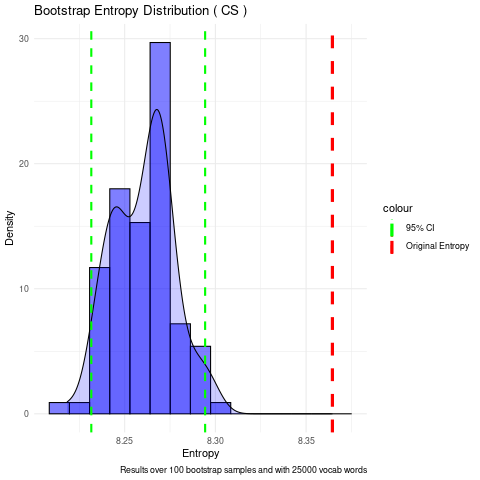 Bootstrap Entropy Distribution ( CS )
30
20
10
0
Density
8.25
8.30
8.35
Entropy
colour
95% CI
Original Entropy
Results over 100 bootstrap samples and with 25000 vocab words